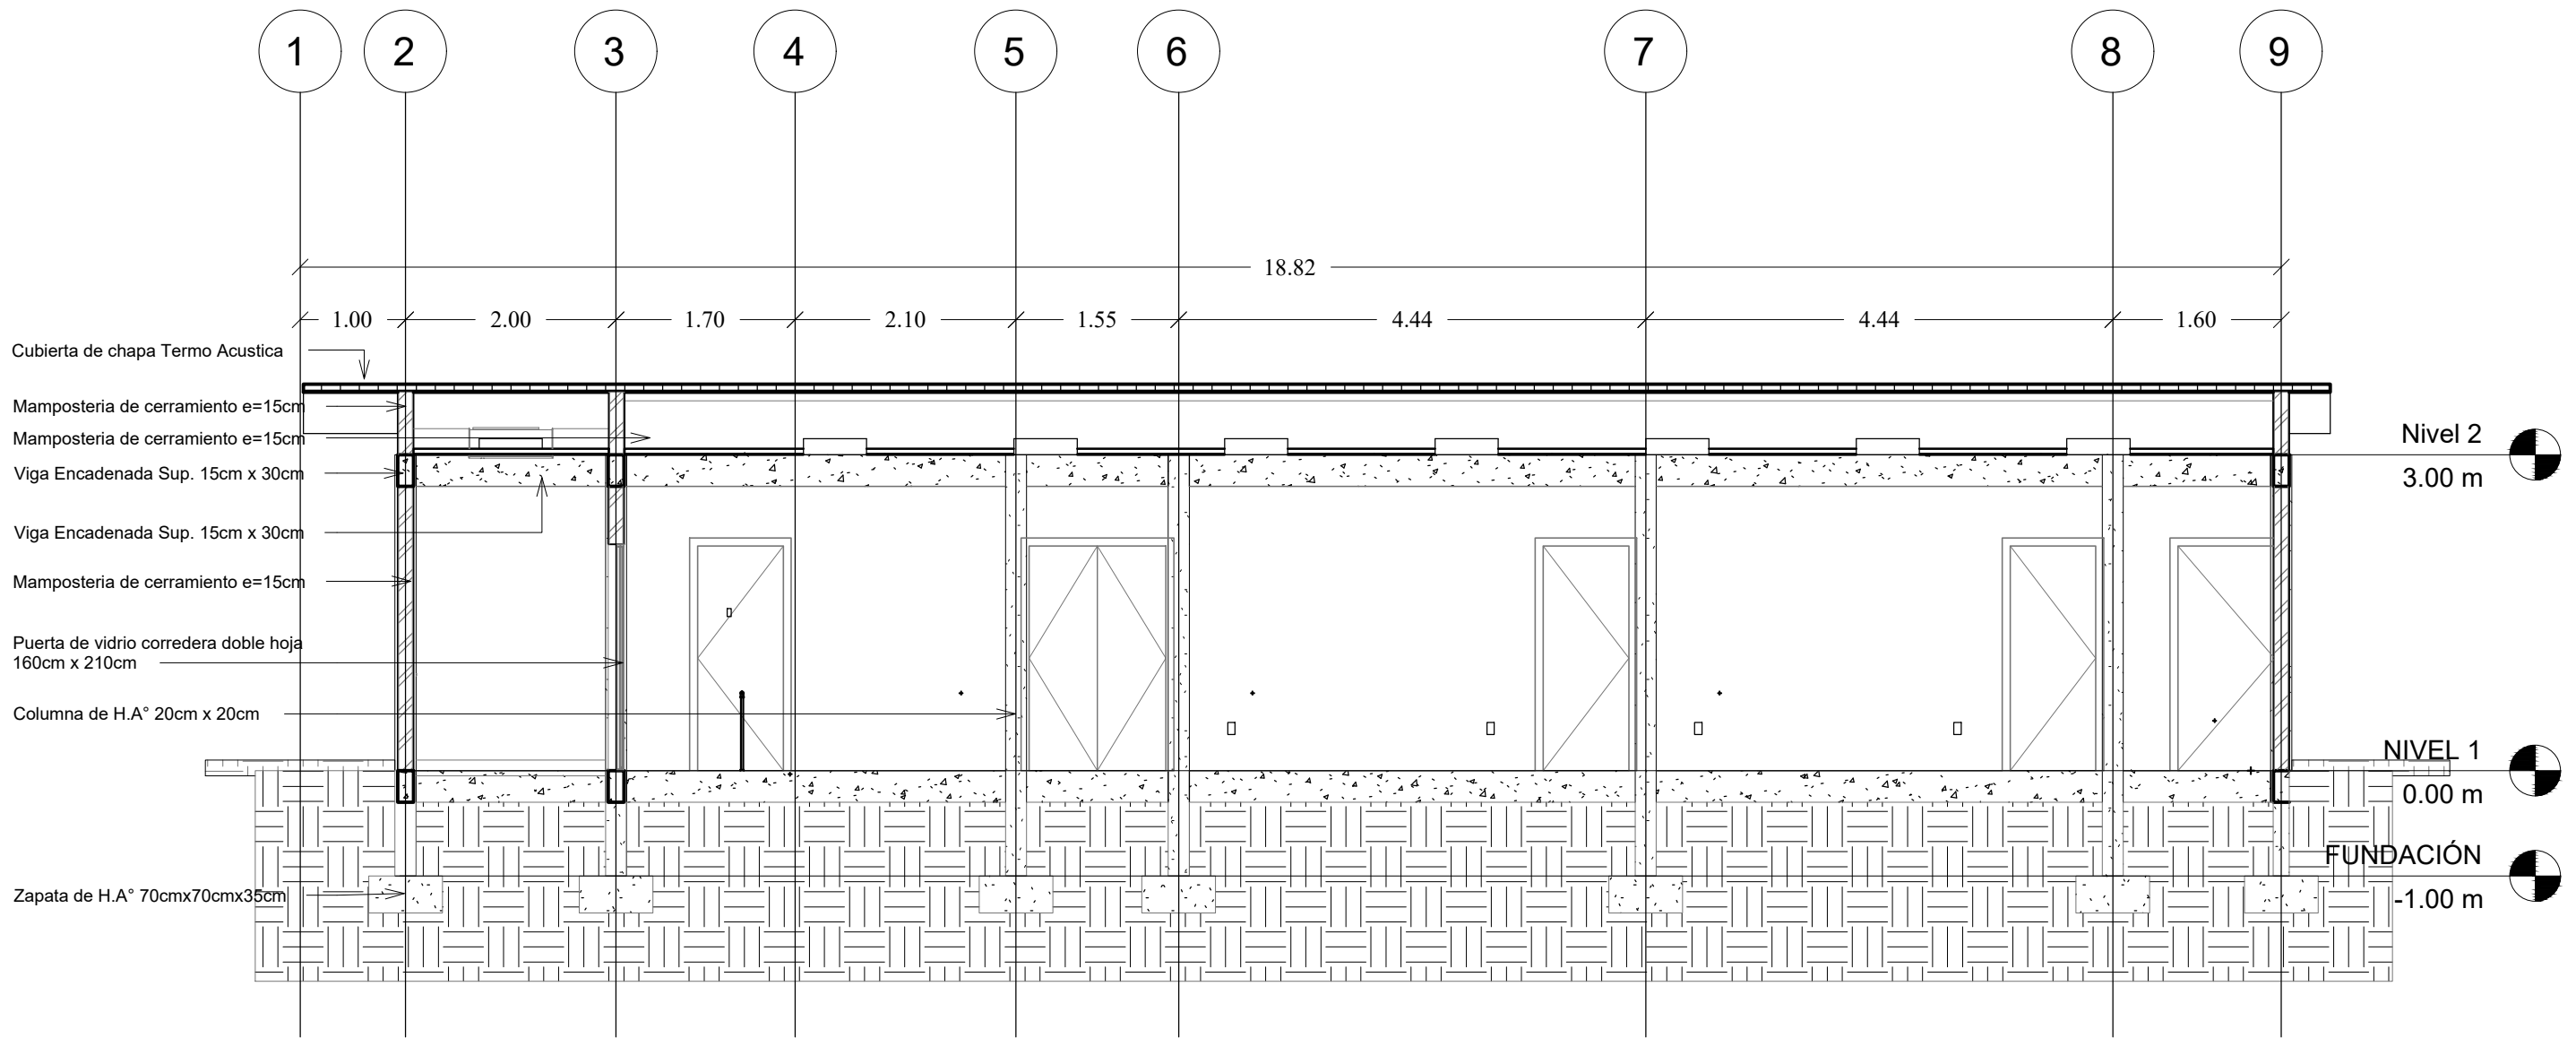 1 2 3 4 5 6 7 8 9
18.82
1.00 2.00 1.70 2.10 1.55 4.44 4.44 1.60
Cubierta de chapa Termo Acustica
Mamposteria de cerramiento e=15cm
Mamposteria de cerramiento e=15cm
Nivel 2
Viga Encadenada Sup. 15cm x 30cm
3.00 m
Viga Encadenada Sup. 15cm x 30cm
Mamposteria de cerramiento e=15cm
Puerta de vidrio corredera doble hoja
160cm x 210cm
Columna de H.A° 20cm x 20cm
NIVEL 1
0.00 m
FUNDACIÓN
Zapata de H.A° 70cmx70cmx35cm
-1.00 m